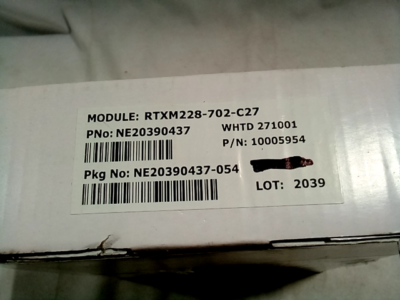 MODULE: RTXM228-702-C27
PNo: NE20390437 WHTD 271001
P/N: 10005954
Pkg No: NE20390437-054
LOT: 2039